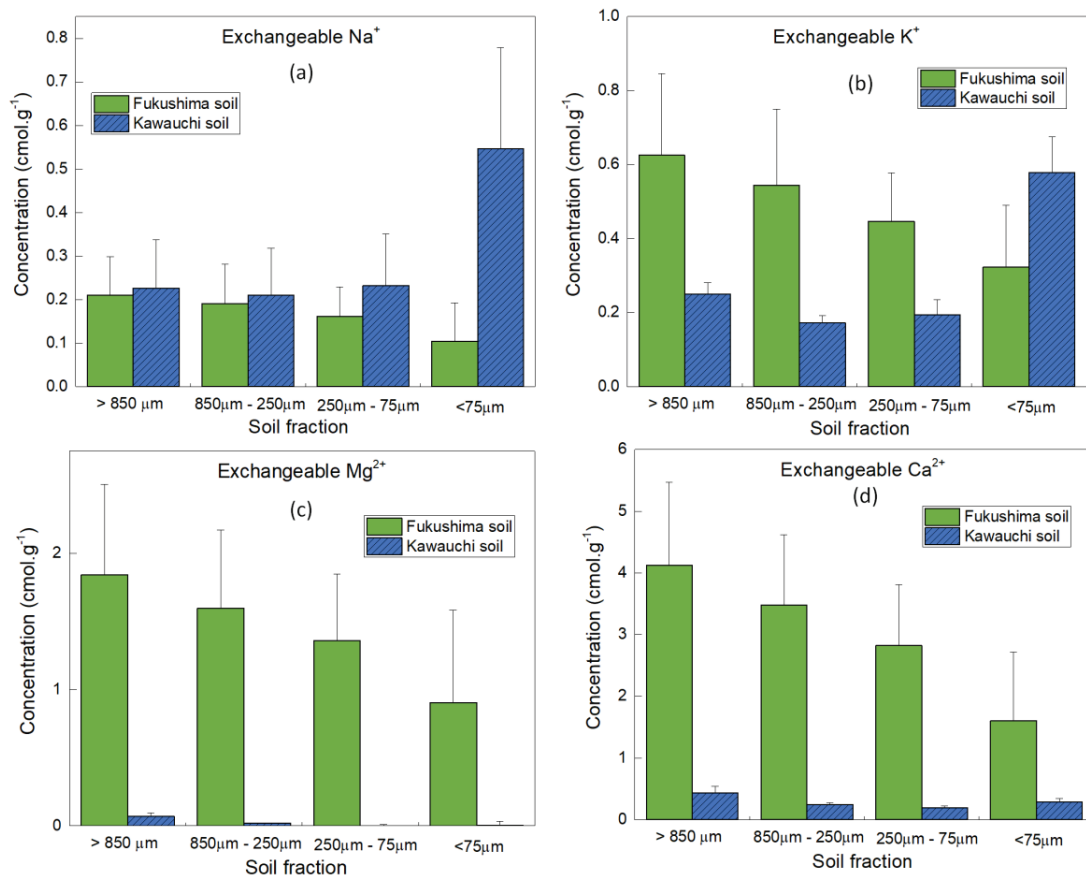 Exchangeable Na⁺
(a)
Fukushima soil
Kawauchi soil
Concentration (cmol.g⁻¹)
0.8
0.7
0.6
0.5
0.4
0.3
0.2
0.1
0.0
> 850 μm
850μm - 250μm
250μm - 75μm
<75μm
Soil fraction
Exchangeable K⁺
(b)
Fukushima soil
Kawauchi soil
Concentration (cmol.g⁻¹)
1.0
0.8
0.6
0.4
0.2
0.0
> 850 μm
850μm - 250μm
250μm - 75μm
<75μm
Soil fraction
Exchangeable Mg²⁺
(c)
Fukushima soil
Kawauchi soil
Concentration (cmol.g⁻¹)
2
1
0
> 850 μm
850μm - 250μm
250μm - 75μm
<75μm
Soil fraction
Exchangeable Ca²⁺
(d)
Fukushima soil
Kawauchi soil
Concentration (cmol.g⁻¹)
6
5
4
3
2
1
0
> 850 μm
850μm - 250μm
250μm - 75μm
<75μm
Soil fraction